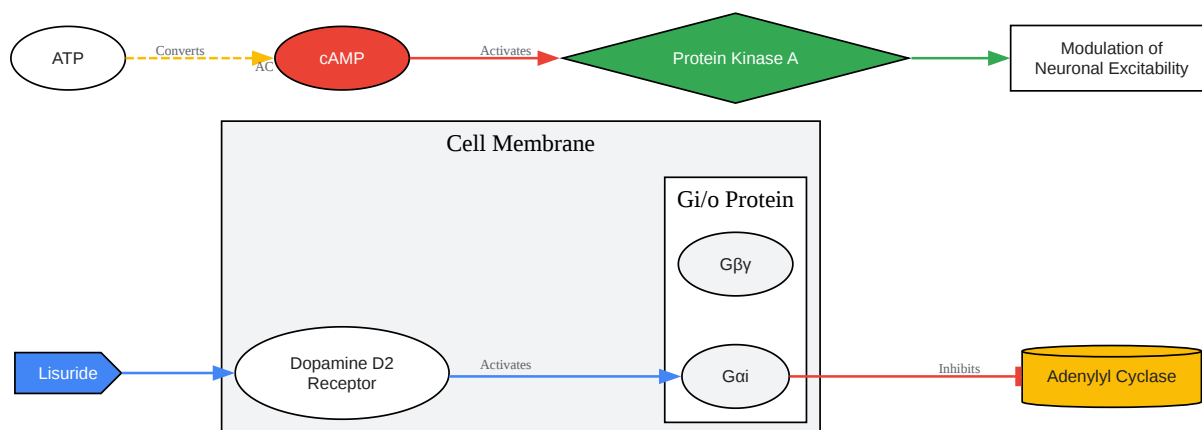 ATP
Converts
AC
cAMP
Activates
Protein Kinase A
Modulation of
Neuronal Excitability
Cell Membrane
Gi/o Protein
Gβγ
Lisuride
Dopamine D2
Receptor
Activates
Gαi
Inhibits
Adenylyl Cyclase